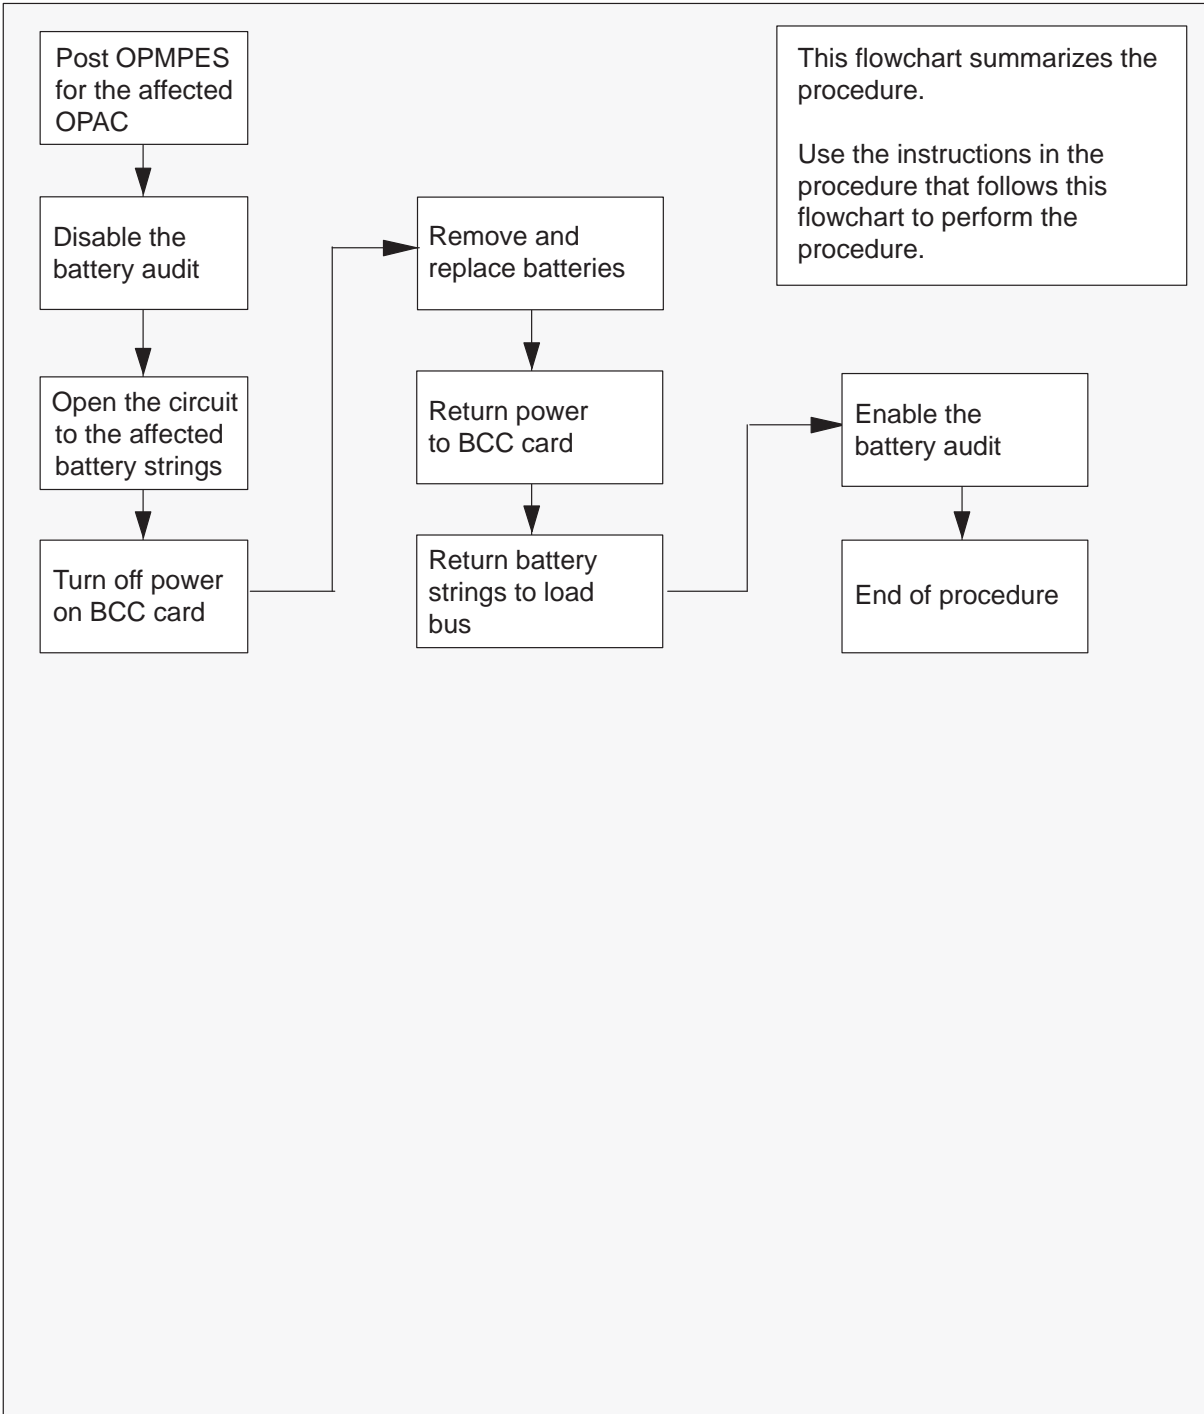 Post OPMPES
for the affected
OPAC
Disable the
battery audit
Open the circuit
to the affected
battery strings
Turn off power
on BCC card
Remove and
replace batteries
Return power
to BCC card
Return battery
strings to load
bus
This flowchart summarizes the
procedure.
Use the instructions in the
procedure that follows this
flowchart to perform the
procedure.
Enable the
battery audit
End of procedure